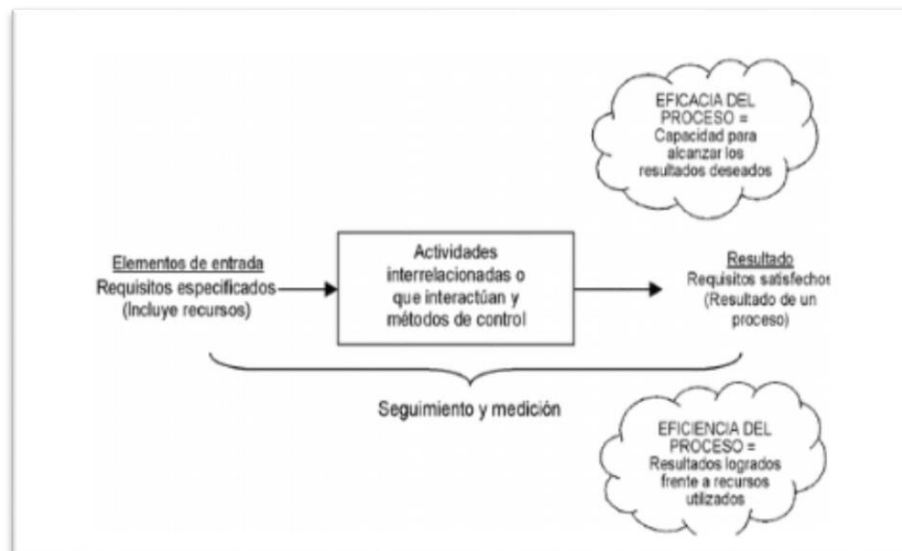 EFICACIA DEL
PROCESO =
Capacidad para
alcanzar los
resultados deseados
Elementos de entrada
Requisitos especificados
(Incluye recursos)
Actividades
interrelacionadas o
que interactúan y
métodos de control
Resultado
Requisitos satisfechos
(Resultado de un
proceso)
Seguimiento y medición
EFICIENCIA DEL
PROCESO =
Resultados logrados
frente a recursos
utilizados